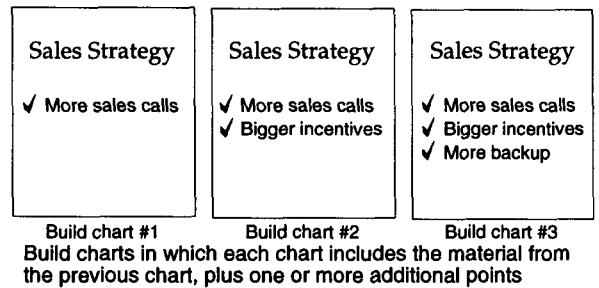 Sales Strategy
✓ More sales calls
Build chart #1
Sales Strategy
✓ More sales calls
✓ Bigger incentives
Build chart #2
Sales Strategy
✓ More sales calls
✓ Bigger incentives
✓ More backup
Build chart #3
Build charts in which each chart includes the material from
the previous chart, plus one or more additional points